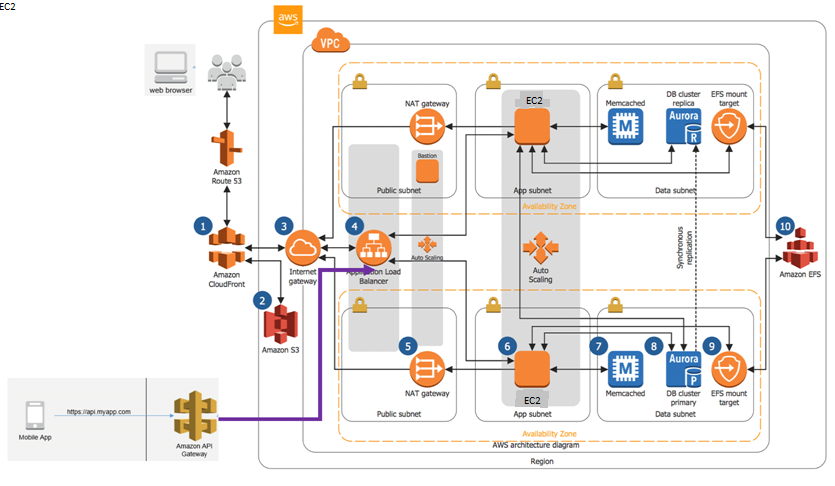 EC2
aws
VPC
web browser
NAT gateway
EC2
Memcached
DB cluster
replica
Aurora
R
EFS mount
target
M
Bastion
Amazon
Route 53
Public subnet
App subnet
Data subnet
Availability Zone
1
3
4
10
Auto Scaling
Auto
Scaling
Synchronous
replication
Amazon
CloudFront
Internet
gateway
Application Load
Balancer
Amazon EFS
2
Amazon S3
5
6
7
8
9
M
Aurora
P
NAT gateway
EC2
Memcached
DB cluster
primary
EFS mount
target
Public subnet
App subnet
Data subnet
Availability Zone
AWS architecture diagram
Region
https://api.myapp.com
Mobile App
Amazon API
Gateway